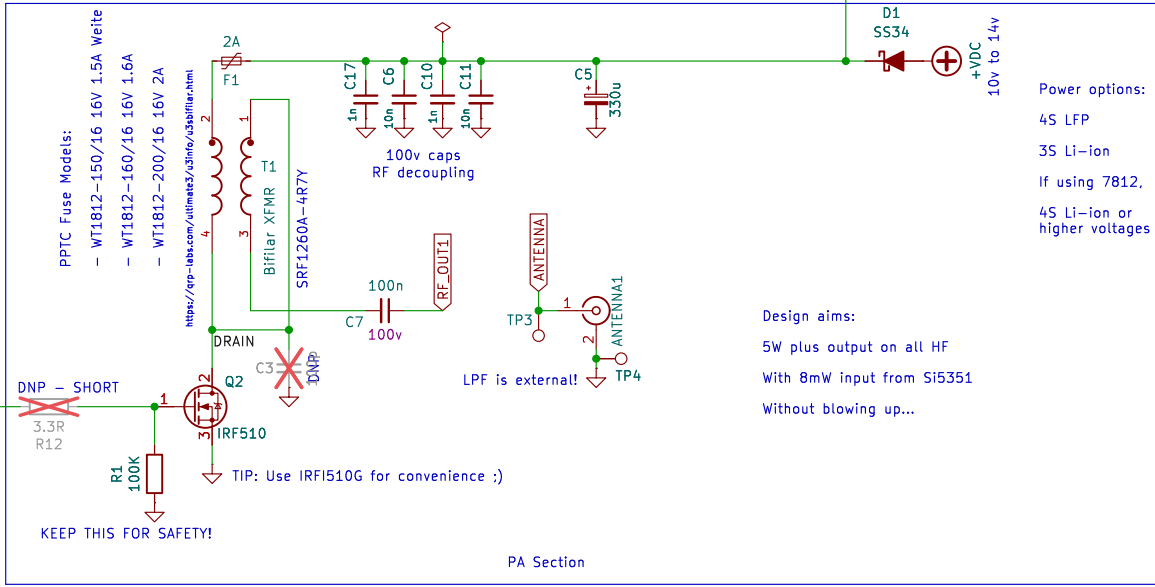 PPTC Fuse Models:
- WT1812-150/16 16V 1.5A Weite
- WT1812-160/16 16V 1.6A
- WT1812-200/16 16V 2A
https://qrp-labs.com/ultimate3/u3info/u3sbifilar.html
2A
F1
2
1
4
3
T1
Bifilar XFMR
SRF1260A-4R7Y
C17
1n
C6
10n
C10
1n
C11
10n
100v caps
RF decoupling
C5
+
330u
D1
SS34
+VDC
10v to 14v
Power options:
4S LFP
3S Li-ion
If using 7812,
4S Li-ion or
higher voltages
100n
C7
100v
RF_OUT1
ANTENNA
TP3
1
2
ANTENNA1
TP4
LPF is external!
Design aims:
5W plus output on all HF
With 8mW input from Si5351
Without blowing up...
DRAIN
C3
DNP
DNP - SHORT
3.3R
R12
1
2
3
Q2
IRF510
R1
100K
TIP: Use IRFI510G for convenience ;)
KEEP THIS FOR SAFETY!
PA Section